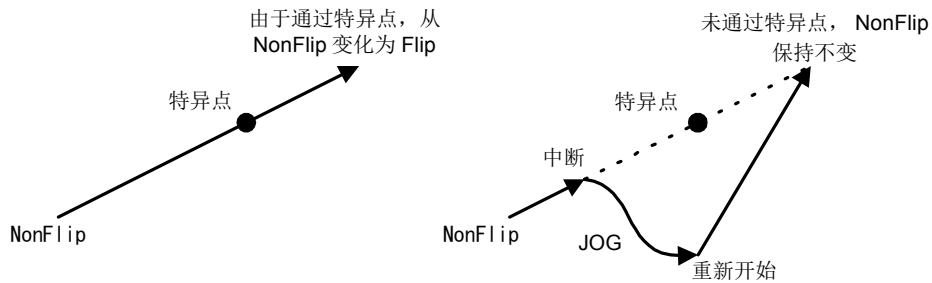 由于通过特异点，从
NonFlip 变化为 Flip
特异点
NonFlip
未通过特异点， NonFlip
保持不变
特异点
中断
NonFlip
JOG
重新开始